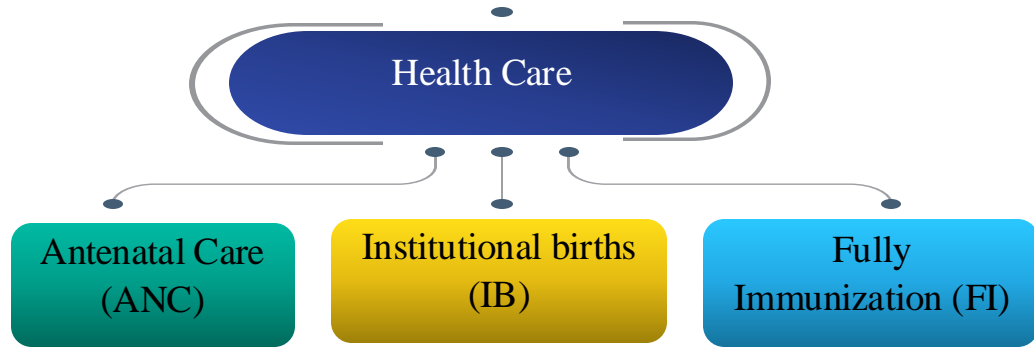 Health Care
Antenatal Care
(ANC)
Institutional births
(IB)
Fully
Immunization (FI)